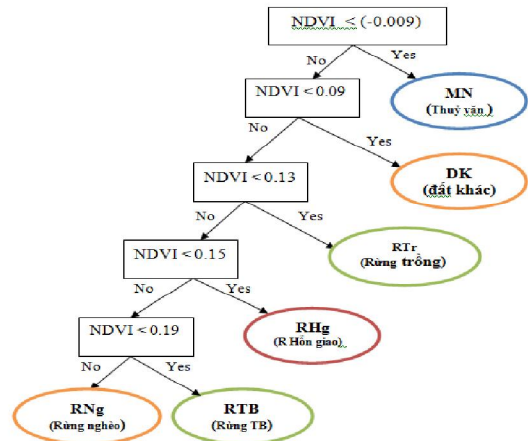 NDVI < (-0.009)
No
Yes
NDVI < 0.09
MN
(Thuỷ văn )
No
Yes
NDVI < 0.13
DK
(đất khác)
No
Yes
NDVI < 0.15
RTr
(Rừng trồng)
No
Yes
NDVI < 0.19
RHg
(R Hỗn giao)
No
Yes
RNg
(Rừng nghèo)
RTB
(Rừng TB)